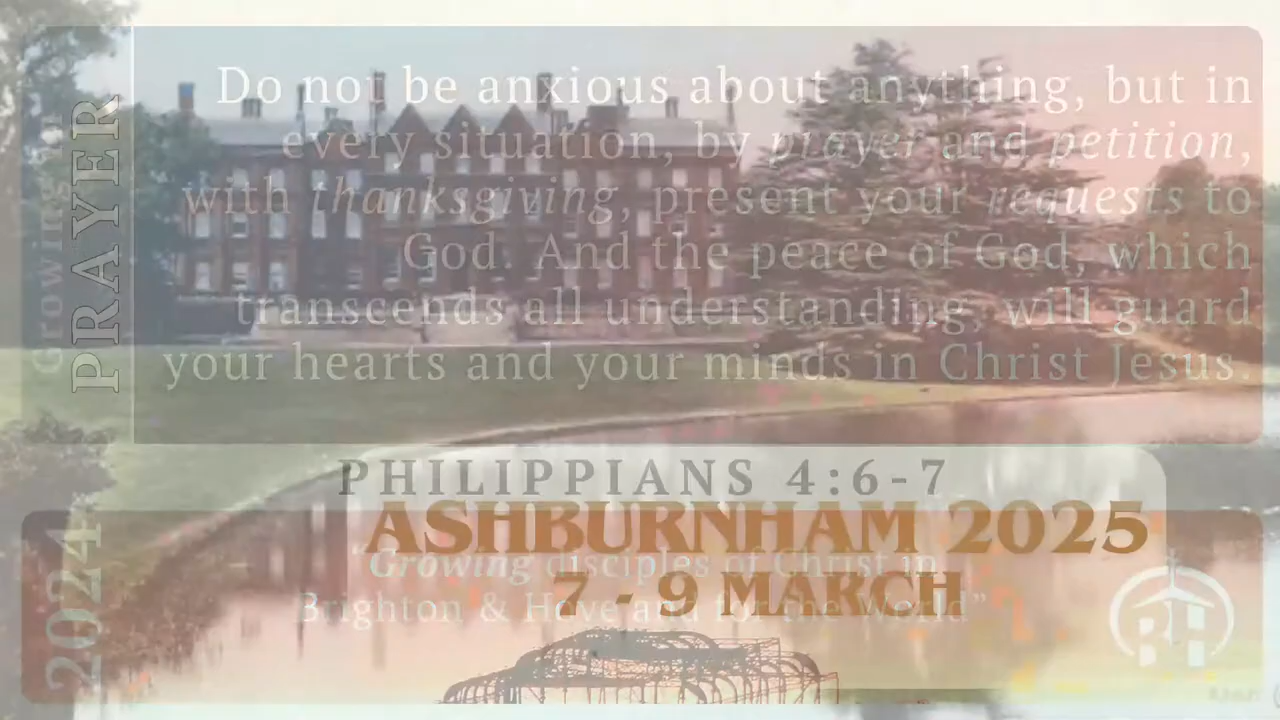 Growing in
PRAYER
Do not be anxious about anything, but in
every situation, by prayer and petition,
with thanksgiving, present your requests to
God. And the peace of God, which
transcends all understanding, will guard
your hearts and your minds in Christ Jesus.
PHILIPPIANS 4:6-7
ASHBURNHAM 2025
7 - 9 MARCH
2024
"Growing disciples of Christ in
Brighton & Hove and for the World"
BH